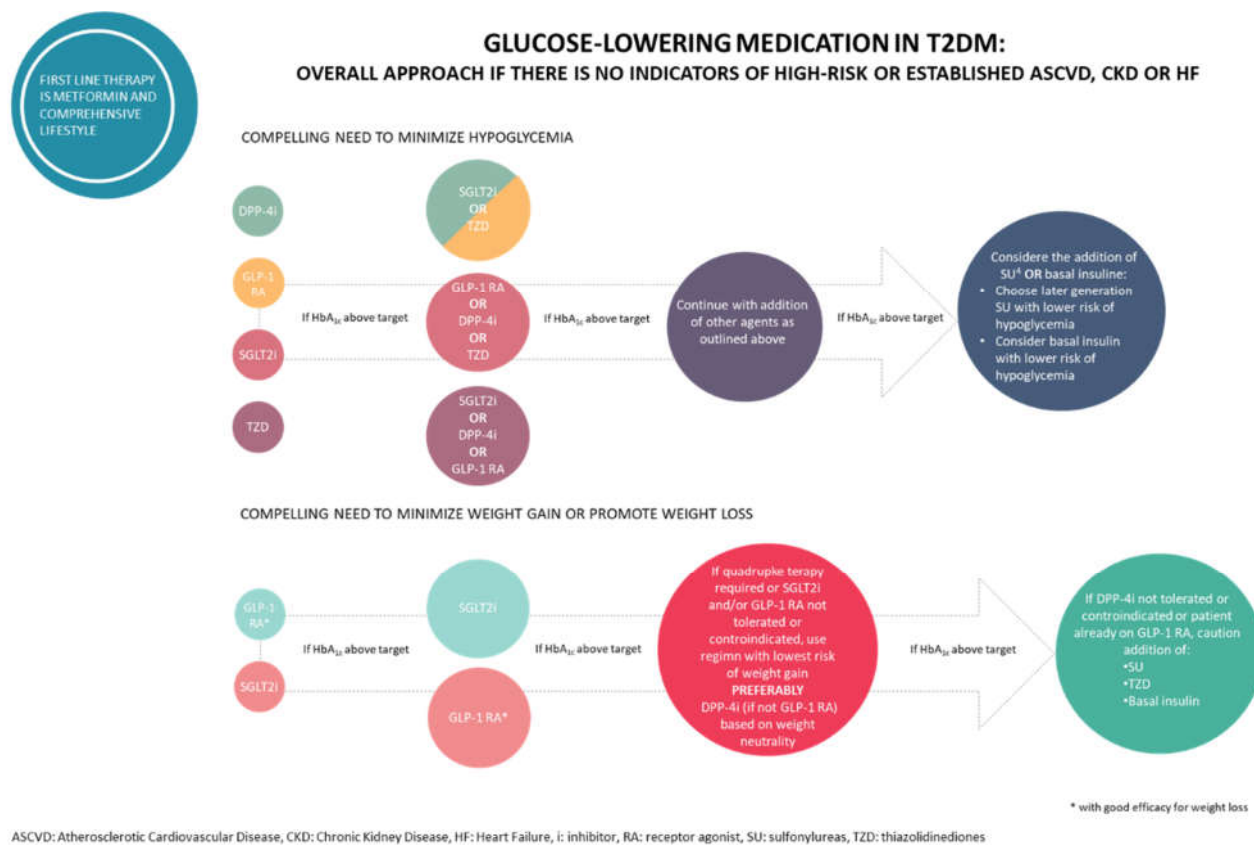 FIRST LINE THERAPY
IS METFORMIN AND
COMPREHENSIVE
LIFESTYLE
GLUCOSE-LOWERING MEDICATION IN T2DM:
OVERALL APPROACH IF THERE IS NO INDICATORS OF HIGH-RISK OR ESTABLISHED ASCVD, CKD OR HF
COMPELLING NEED TO MINIMIZE HYPOGLYCEMIA
DPP-4i
GLP-1
RA
SGLT2i
TZD
If HbA1c above target
SGLT2i
OR
TZD
GLP-1 RA
OR
DPP-4i
OR
TZD
SGLT2i
OR
DPP-4i
OR
GLP-1 RA
If HbA1c above target
Continue with addition
of other agents as
outlined above
If HbA1c above target
Considere the addition of
SU⁴ OR basal insuline:
• Choose later generation
SU with lower risk of
hypoglycemia
• Consider basal insulin
with lower risk of
hypoglycemia
COMPELLING NEED TO MINIMIZE WEIGHT GAIN OR PROMOTE WEIGHT LOSS
GLP-1
RA*
SGLT2i
If HbA1c above target
SGLT2i
GLP-1 RA*
If HbA1c above target
If quadrupke terapy
required or SGLT2i
and/or GLP-1 RA not
tolerated or
controindicated, use
regimn with lowest risk
of weight gain
PREFERABLY
DPP-4i (if not GLP-1 RA)
based on weight
neutrality
If HbA1c above target
If DPP-4i not tolerated or
controindicated or patient
already on GLP-1 RA, caution
addition of:
•SU
•TZD
•Basal insulin
* with good efficacy for weight loss
ASCVD: Atherosclerotic Cardiovascular Disease, CKD: Chronic Kidney Disease, HF: Heart Failure, i: inhibitor, RA: receptor agonist, SU: sulfonylureas, TZD: thiazolidinediones